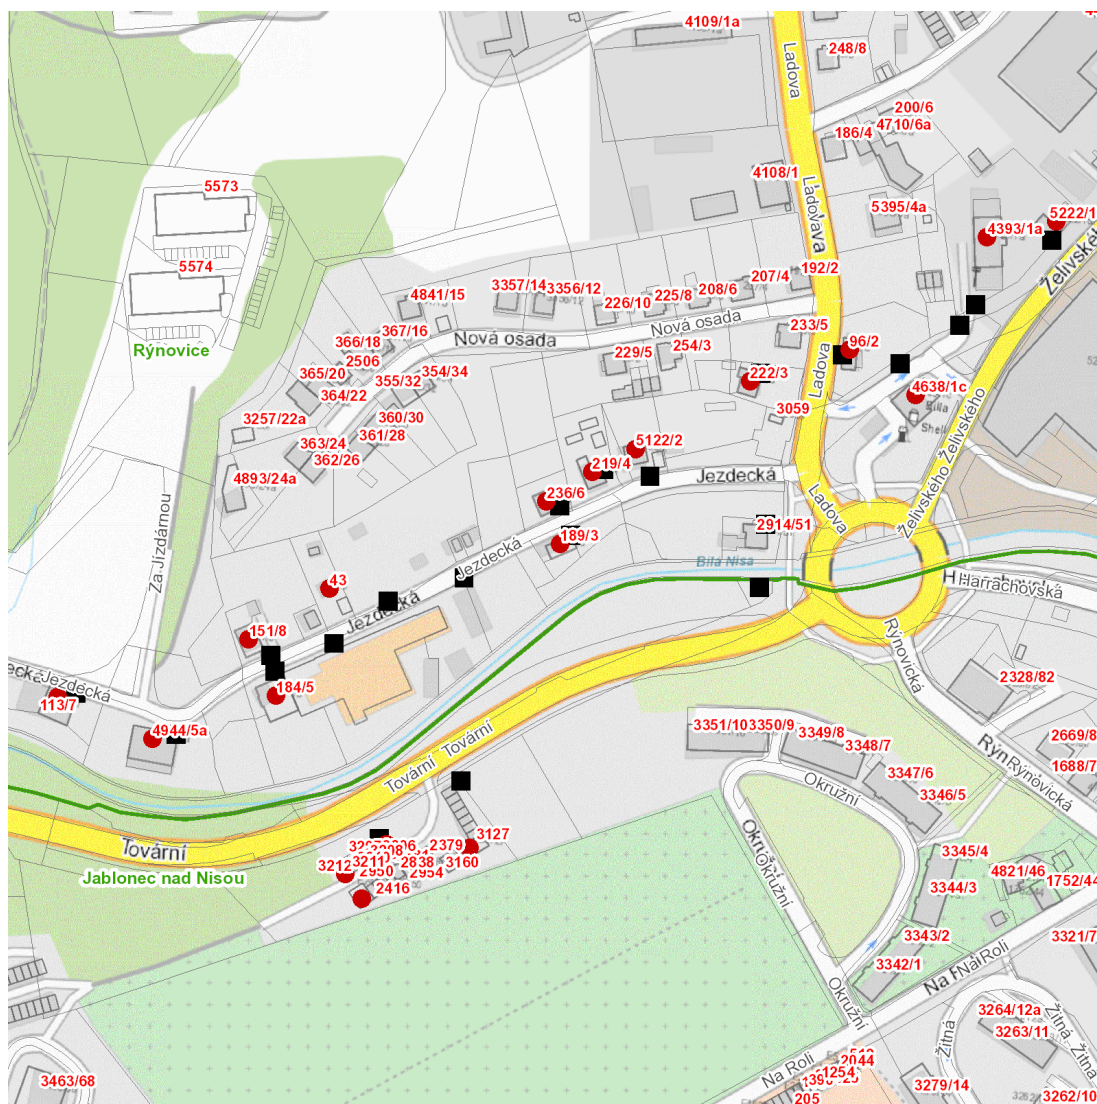 4109/1a
248/8
Ladova
200/6
4710/6a
186/4
4108/1
5573
Ladova
5395/4a
5222/1
4393/1a
Želivského
5574
192/2
207/4
208/6
225/8
226/10
3356/12
3357/14
4841/15
367/16
366/18
2506
365/20
364/22
Nová osada
Nová osada
233/5
96/2
254/3
229/5
222/3
Rýnovice
354/34
355/32
Ladova
4638/1c
Billa
Shell
3059
360/30
361/28
3257/22a
363/24
362/26
4893/24a
5122/2
219/4
Jezdecká
236/6
Želivského
Želivského
Ladova
2914/51
189/3
Jezdecká
Za Jízdárnou
Bílá Nisa
43
Jezdecká
Harrachovská
151/8
Rýnovická
Jezdecká
113/7
184/5
2328/82
4944/5a
3351/10
3350/9
3349/8
3348/7
2669/8
1688/7
Tovární
Tovární
3347/6
3346/5
Okružní
Rýnovická
Tovární
3127
2379
3160
3211
2838
2954
2950
2416
3212
Jablonec nad Nisou
Okružní
3345/4
4821/46
1752/44
3344/3
3343/2
3321/7
3342/1
Na Roli
Okružní
3264/12a
3263/11
Žitná
Žitná
Žitná
Na Roli
2044
1254
205
3279/14
3262/10
3463/68